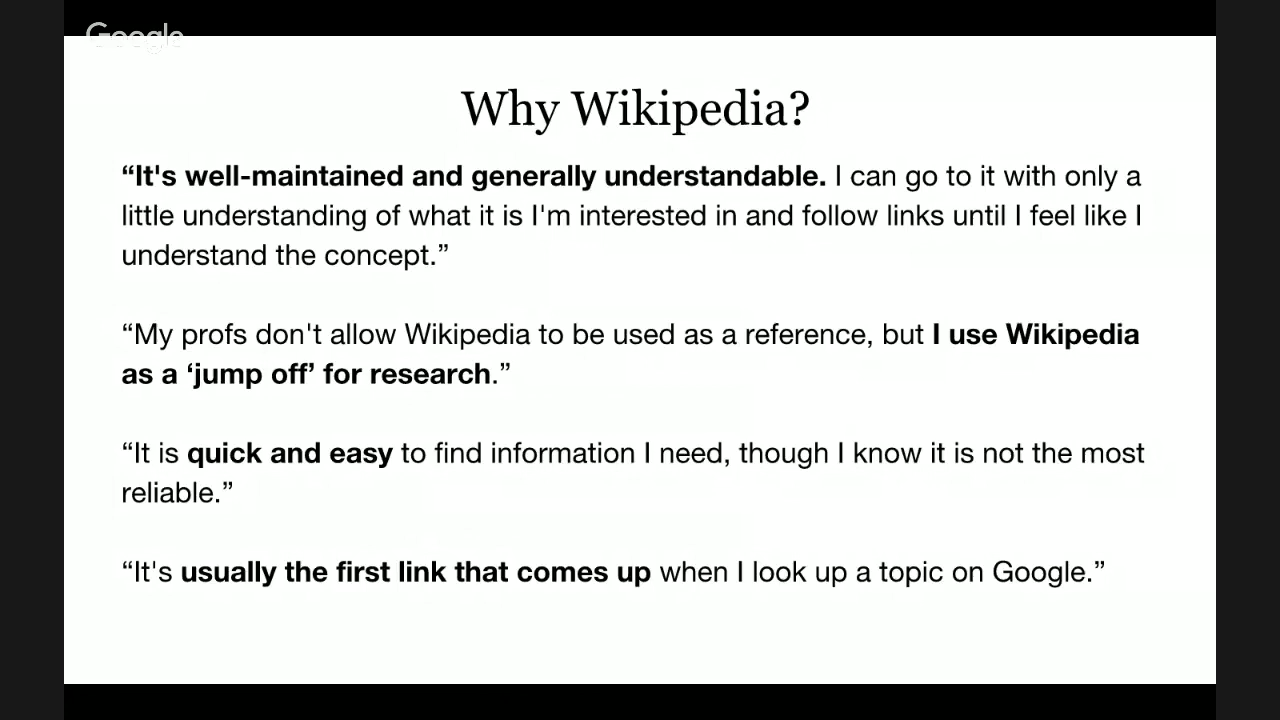 Google
Why Wikipedia?
“It's well-maintained and generally understandable. I can go to it with only a
little understanding of what it is I'm interested in and follow links until I feel like I
understand the concept.”
“My profs don't allow Wikipedia to be used as a reference, but I use Wikipedia
as a ‘jump off’ for research.”
“It is quick and easy to find information I need, though I know it is not the most
reliable.”
“It's usually the first link that comes up when I look up a topic on Google.”